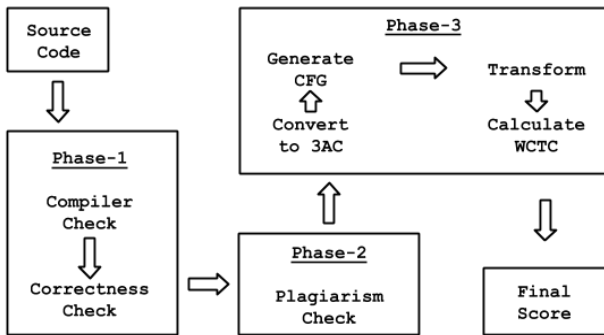 Source
Code
Phase-1
Compiler
Check
Correctness
Check
Phase-2
Plagiarism
Check
Phase-3
Convert
to 3AC
Generate
CFG
Transform
Calculate
WCTC
Final
Score